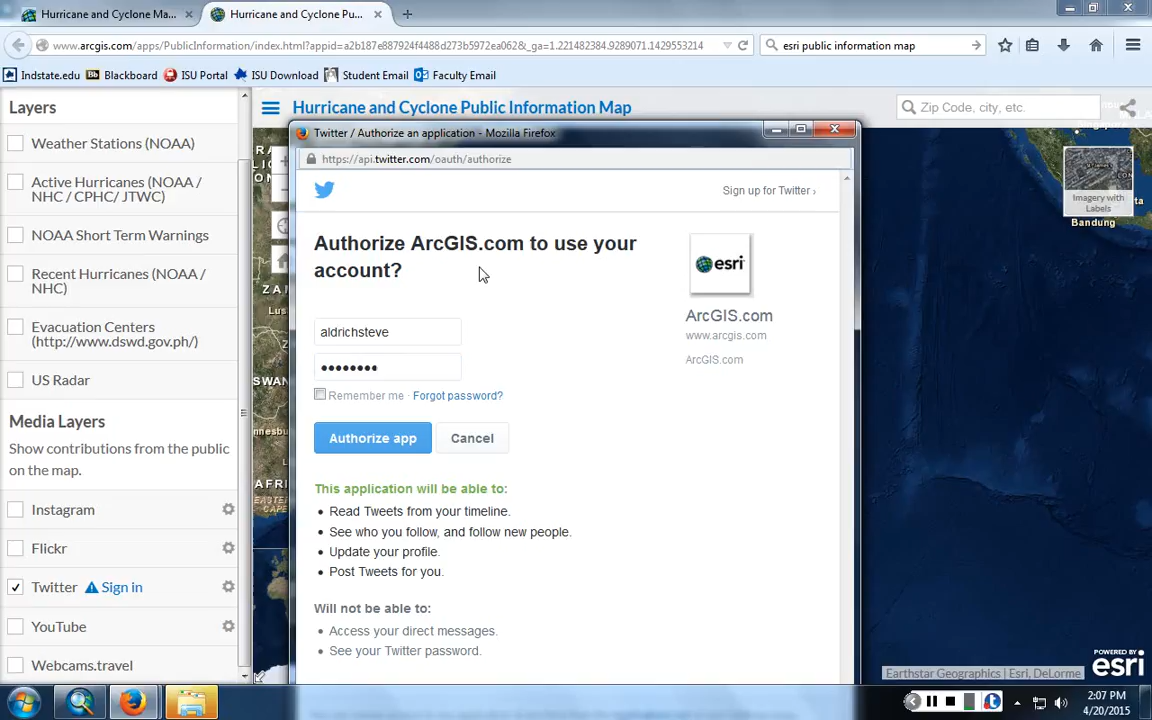 Hurricane and Cyclone Ma...
Hurricane and Cyclone Pu...
www.arcgis.com/apps/PublicInformation/index.html?appid=a2b187e887924f4488d273b5972ea062&_ga=1.221482384.9289071.1429553214
esri public information map
Indstate.edu
Bb Blackboard
ISU Portal
ISU Download
Student Email
Faculty Email
Layers
Hurricane and Cyclone Public Information Map
Zip Code, city, etc.
Twitter / Authorize an application - Mozilla Firefox
https://api.twitter.com/oauth/authorize
Weather Stations (NOAA)
Active Hurricanes (NOAA /
NHC / CPHC/ JTWC)
NOAA Short Term Warnings
Recent Hurricanes (NOAA /
NHC)
Evacuation Centers
(http://www.dswd.gov.ph/)
US Radar
Media Layers
Show contributions from the public
on the map.
Instagram
Flickr
Twitter Sign in
YouTube
Webcams.travel
Sign up for Twitter ›
Authorize ArcGIS.com to use your
account?
esri
ArcGIS.com
www.arcgis.com
ArcGIS.com
aldrichsteve
••••••••
Remember me · Forgot password?
Authorize app
Cancel
This application will be able to:
• Read Tweets from your timeline.
• See who you follow, and follow new people.
• Update your profile.
• Post Tweets for you.
Will not be able to:
• Access your direct messages.
• See your Twitter password.
Imagery with
Labels
Bandung
Earthstar Geographics | Esri, DeLorme
POWERED BY
esri
2:07 PM
4/20/2015